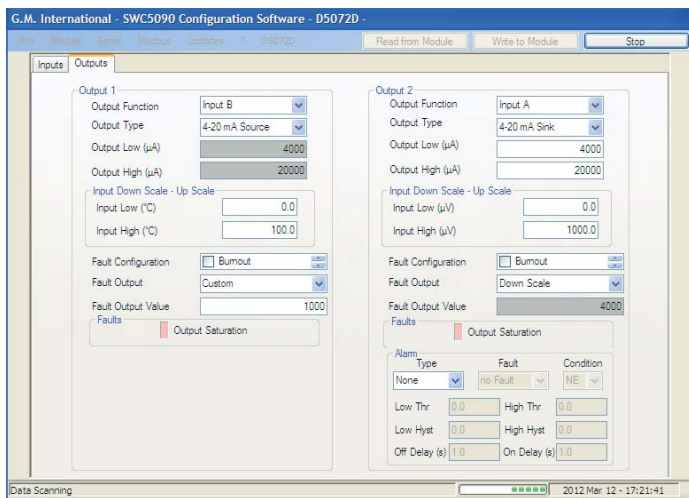 G.M. International - SWC5090 Configuration Software - D5072D -
File Module Serial Modbus Updates ? D5072D Read from Module Write to Module Stop
Inputs Outputs
Output 1
Output Function Input B
Output Type 4-20 mA Source
Output Low (µA) 4000
Output High (µA) 20000
Input Down Scale - Up Scale
Input Low (°C) 0.0
Input High (°C) 100.0
Fault Configuration Burnout
Fault Output Custom
Fault Output Value 1000
Faults
Output Saturation
Output 2
Output Function Input A
Output Type 4-20 mA Sink
Output Low (µA) 4000
Output High (µA) 20000
Input Down Scale - Up Scale
Input Low (µV) 0.0
Input High (µV) 1000.0
Fault Configuration Burnout
Fault Output Down Scale
Fault Output Value 4000
Faults
Output Saturation
Alarm
Type Fault Condition
None no Fault NE
Low Thr 0.0 High Thr 0.0
Low Hyst 0.0 High Hyst 0.0
Off Delay (s) 1.0 On Delay (s) 1.0
Data Scanning 2012 Mar 12 - 17:21:41